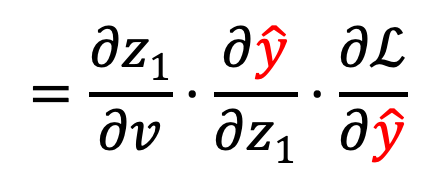 = ∂z₁/∂v · ∂ŷ/∂z₁ · ∂ℒ/∂ŷ